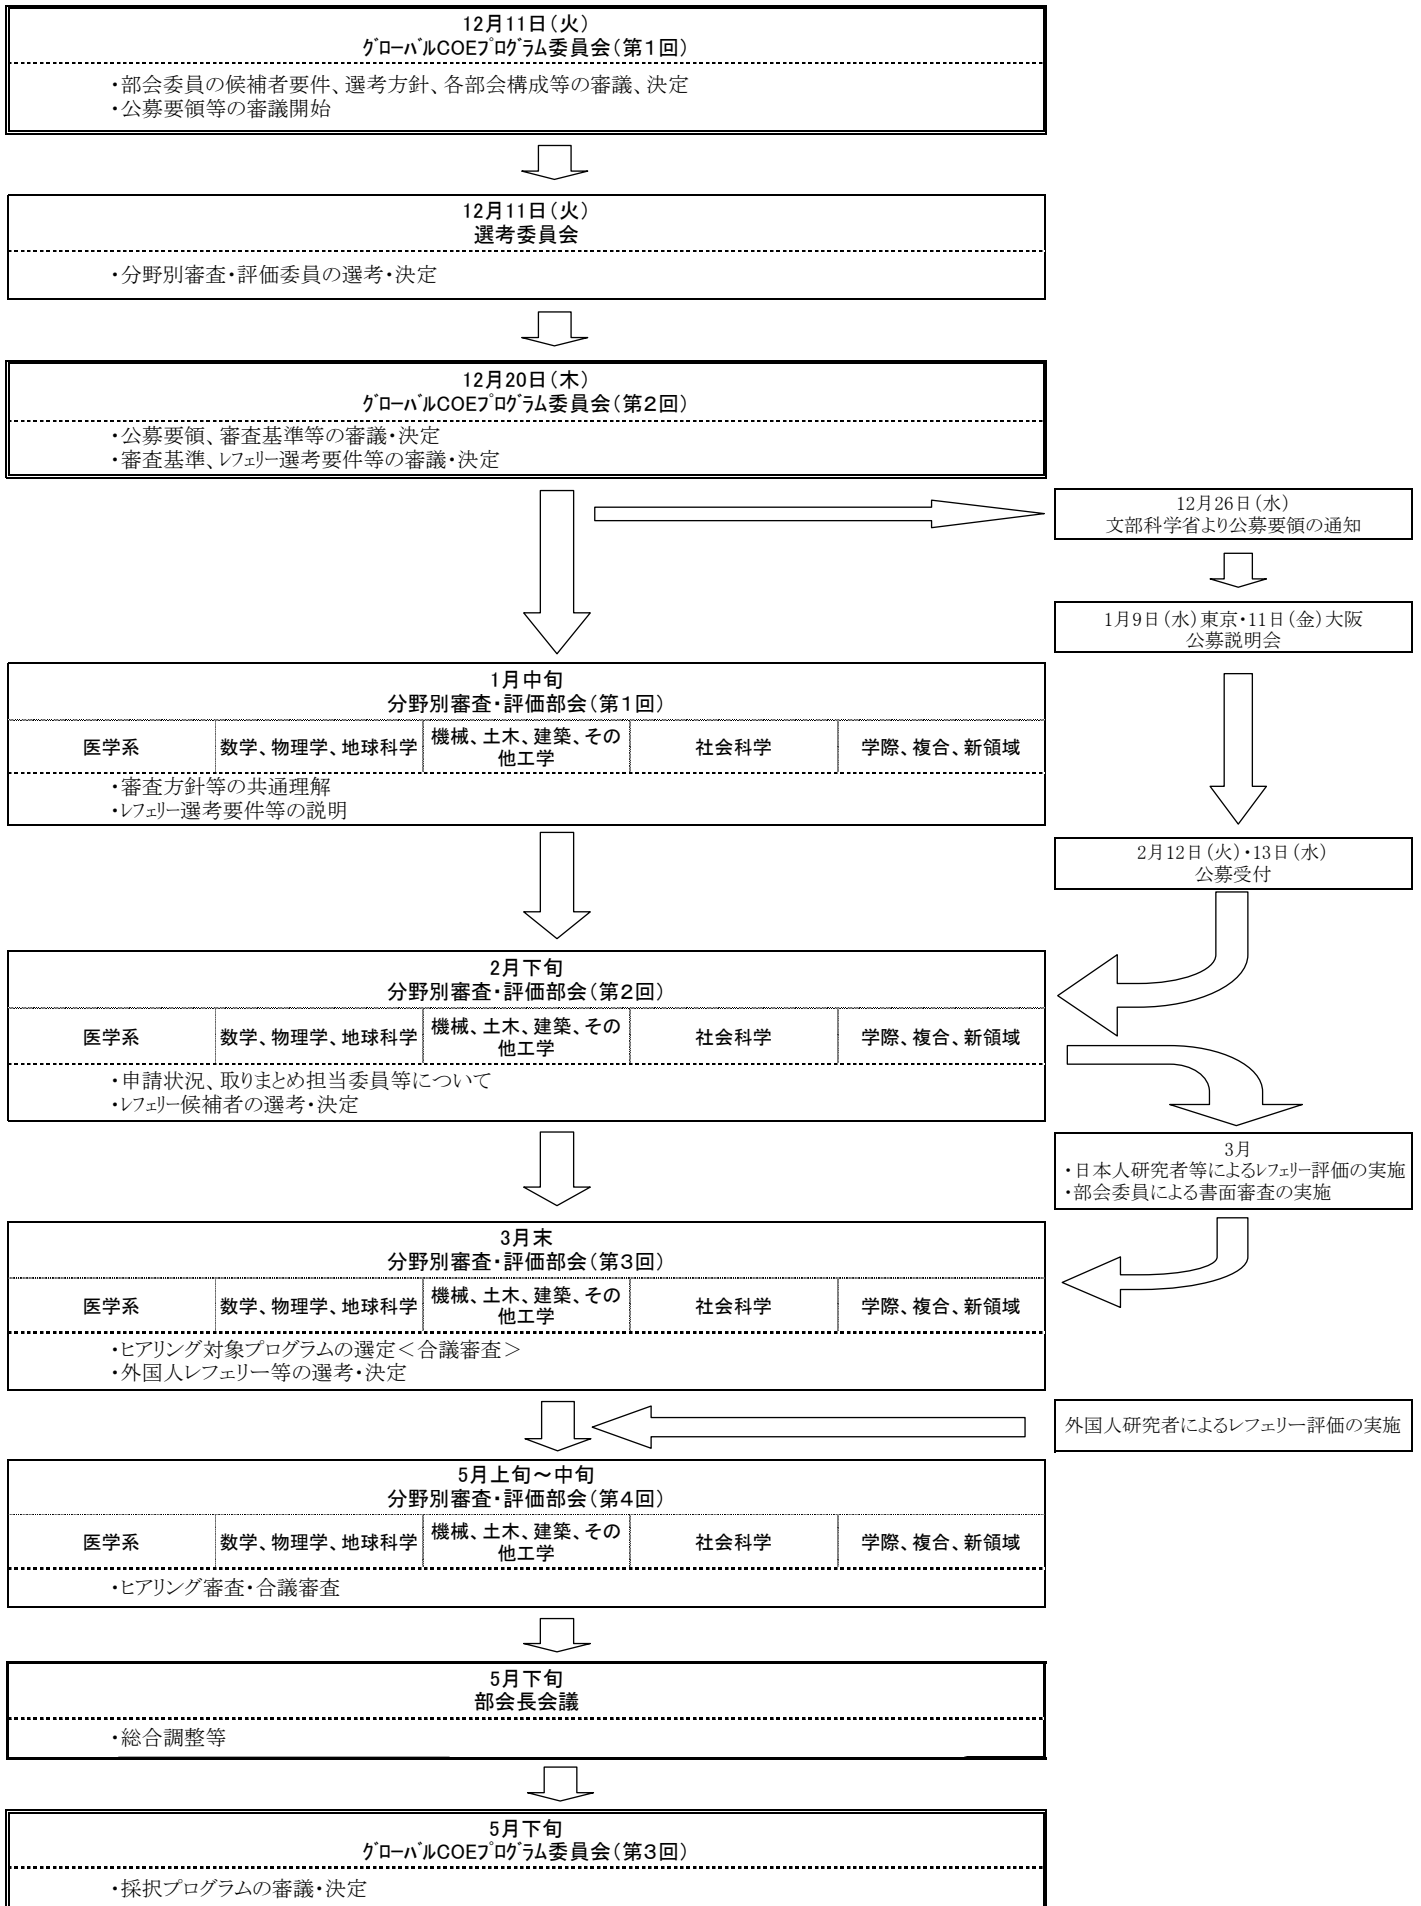 12月11日（火）
グローバルCOEプログラム委員会（第１回）
・部会委員の候補者要件、選考方針、各部会構成等の審議、決定
・公募要領等の審議開始
12月11日（火）
選考委員会
・分野別審査・評価委員の選考・決定
12月20日（木）
グローバルCOEプログラム委員会（第２回）
・公募要領、審査基準等の審議・決定
・審査基準、レフェリー選考要件等の審議・決定
12月26日（水）
文部科学省より公募要領の通知
1月9日（水）東京・11日（金）大阪
公募説明会
1月中旬
分野別審査・評価部会（第１回）
医学系
数学、物理学、地球科学
機械、土木、建築、その
他工学
社会科学
学際、複合、新領域
・審査方針等の共通理解
・レフェリー選考要件等の説明
2月12日（火）・13日（水）
公募受付
2月下旬
分野別審査・評価部会（第２回）
医学系
数学、物理学、地球科学
機械、土木、建築、その
他工学
社会科学
学際、複合、新領域
・申請状況、取りまとめ担当委員等について
・レフェリー候補者の選考・決定
3月
・日本人研究者等によるレフェリー評価の実施
・部会委員による書面審査の実施
3月末
分野別審査・評価部会（第３回）
医学系
数学、物理学、地球科学
機械、土木、建築、その
他工学
社会科学
学際、複合、新領域
・ヒアリング対象プログラムの選定＜合議審査＞
・外国人レフェリー等の選考・決定
外国人研究者によるレフェリー評価の実施
5月上旬～中旬
分野別審査・評価部会（第４回）
医学系
数学、物理学、地球科学
機械、土木、建築、その
他工学
社会科学
学際、複合、新領域
・ヒアリング審査・合議審査
5月下旬
部会長会議
・総合調整等
5月下旬
グローバルCOEプログラム委員会（第３回）
・採択プログラムの審議・決定